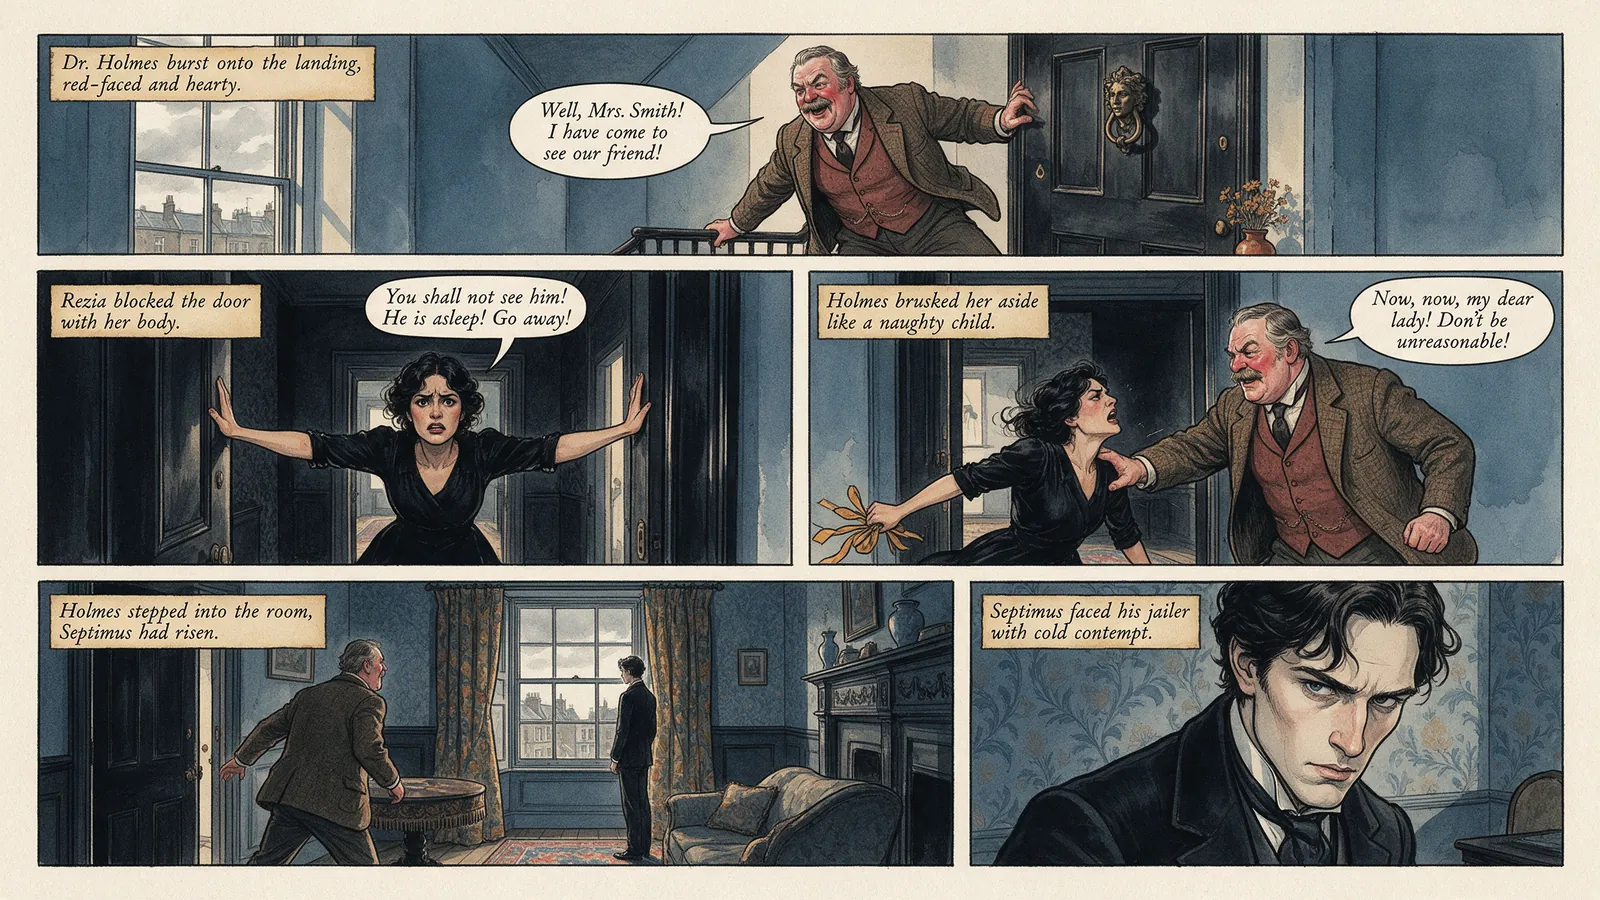 Dr. Holmes burst onto the landing,
red-faced and hearty.
Well, Mrs. Smith!
I have come to
see our friend!
Rezia blocked the door
with her body.
You shall not see him!
He is asleep! Go away!
Holmes brusked her aside
like a naughty child.
Now, now, my dear
lady! Don't be
unreasonable!
Holmes stepped into the room,
Septimus had risen.
Septimus faced his jailer
with cold contempt.